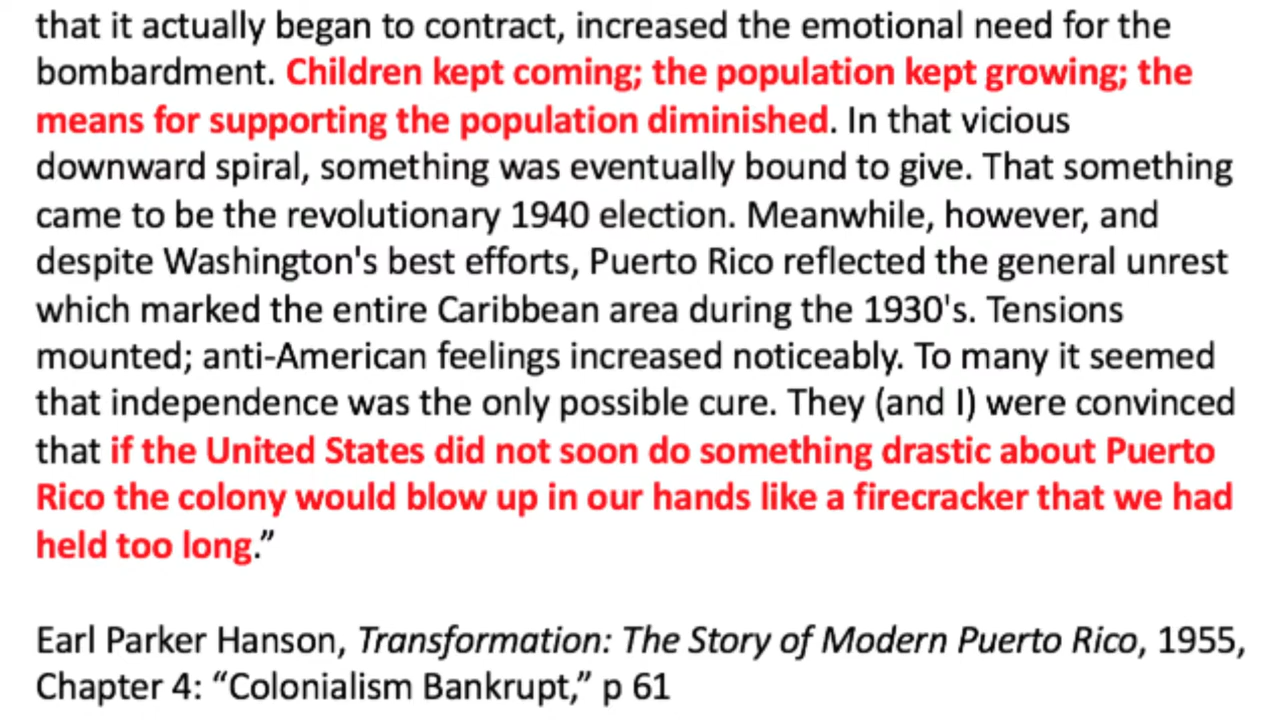 that it actually began to contract, increased the emotional need for the
bombardment. Children kept coming; the population kept growing; the
means for supporting the population diminished. In that vicious
downward spiral, something was eventually bound to give. That something
came to be the revolutionary 1940 election. Meanwhile, however, and
despite Washington's best efforts, Puerto Rico reflected the general unrest
which marked the entire Caribbean area during the 1930's. Tensions
mounted; anti-American feelings increased noticeably. To many it seemed
that independence was the only possible cure. They (and I) were convinced
that if the United States did not soon do something drastic about Puerto
Rico the colony would blow up in our hands like a firecracker that we had
held too long.”
Earl Parker Hanson, Transformation: The Story of Modern Puerto Rico, 1955,
Chapter 4: “Colonialism Bankrupt,” p 61